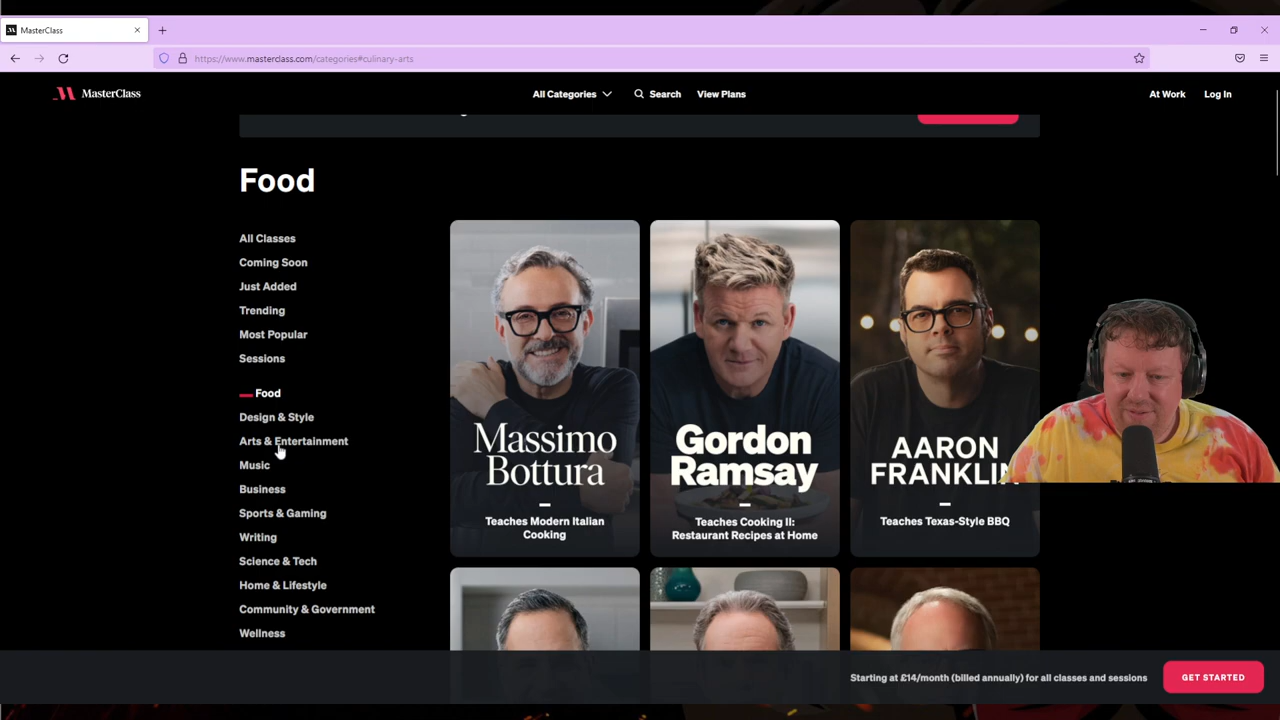 MasterClass
https://www.masterclass.com/categories#culinary-arts
MasterClass
All Categories
Search
View Plans
At Work
Log In
Food
All Classes
Coming Soon
Just Added
Trending
Most Popular
Sessions
Food
Design & Style
Arts & Entertainment
Music
Business
Sports & Gaming
Writing
Science & Tech
Home & Lifestyle
Community & Government
Wellness
Massimo
Bottura
Teaches Modern Italian
Cooking
Gordon
Ramsay
Teaches Cooking II:
Restaurant Recipes at Home
AARON
FRANKLIN
Teaches Texas-Style BBQ
Starting at £14/month (billed annually) for all classes and sessions
GET STARTED